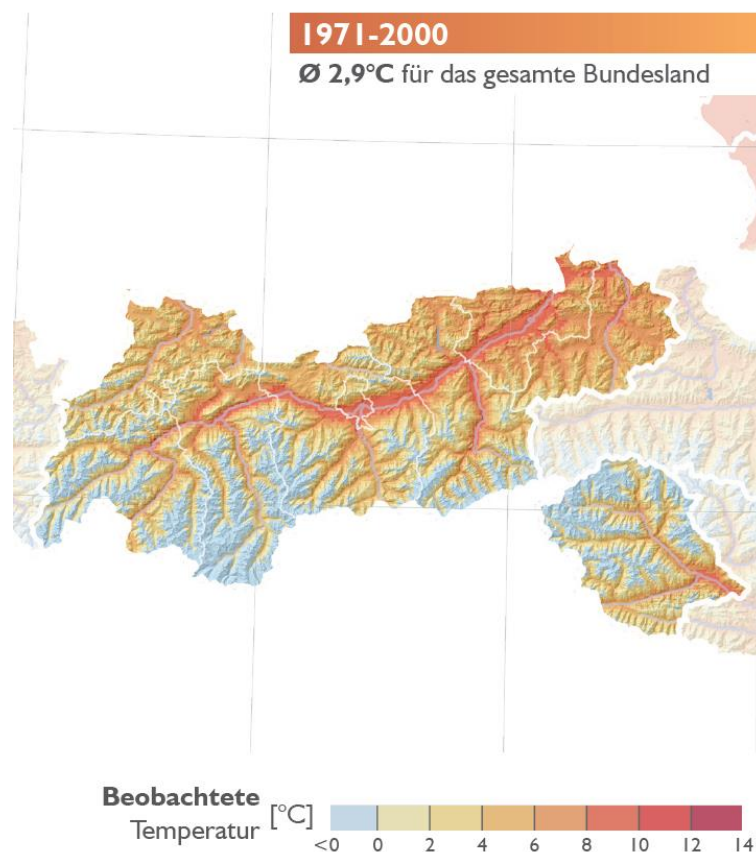 1971-2000
Ø 2,9°C für das gesamte Bundesland
Beobachtete
Temperatur
[°C]
<0 0 2 4 6 8 10 12 14